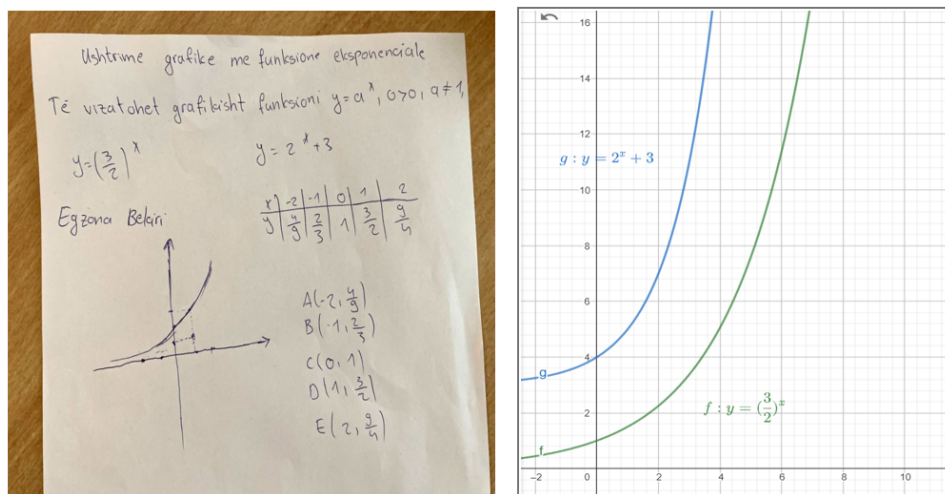 Ushtrime grafike me funksione eksponenciale
Të vizatohet grafikisht funksioni y=a^x, a>0, a≠1,
y=(3/2)^x
y=2^x+3
x | -2 | -1 | 0 | 1 | 2
y | 4/9 | 2/3 | 1 | 3/2 | 9/4
Egzona Bekiri
A(-2, 4/9)
B(-1, 2/3)
C(0, 1)
D(1, 3/2)
E(2, 9/4)
16
14
12
g : y = 2^x + 3
10
8
6
4
g
f : y = (3/2)^x
2
f
-2 0 2 4 6 8 10